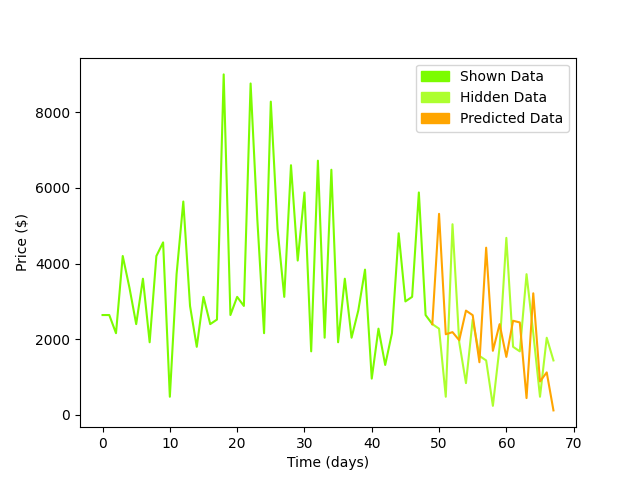 Shown Data
Hidden Data
Predicted Data
8000
6000
4000
2000
0
Price ($)
0 10 20 30 40 50 60 70
Time (days)